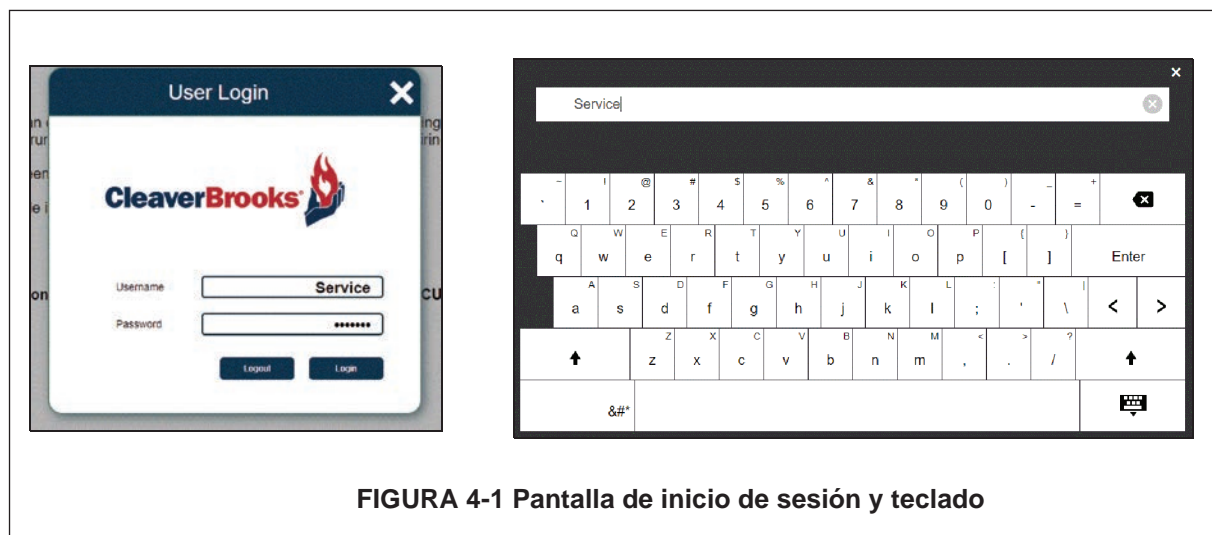 User Login
CleaverBrooks
Username Service
Password •••••••
Logout Login
Service
~ ! @ # $ % ^ & * ( ) _ +
` 1 2 3 4 5 6 7 8 9 0 - =
Q W E R T Y U I O P { }
q w e r t y u i o p [ ] Enter
A S D F G H J K L : " |
a s d f g h j k l ; ' \ < >
Z X C V B N M < > ?
z x c v b n m , . /
&#*
FIGURA 4-1 Pantalla de inicio de sesión y teclado